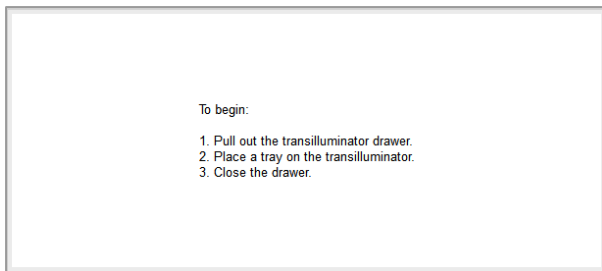 To begin:
1. Pull out the transilluminator drawer.
2. Place a tray on the transilluminator.
3. Close the drawer.